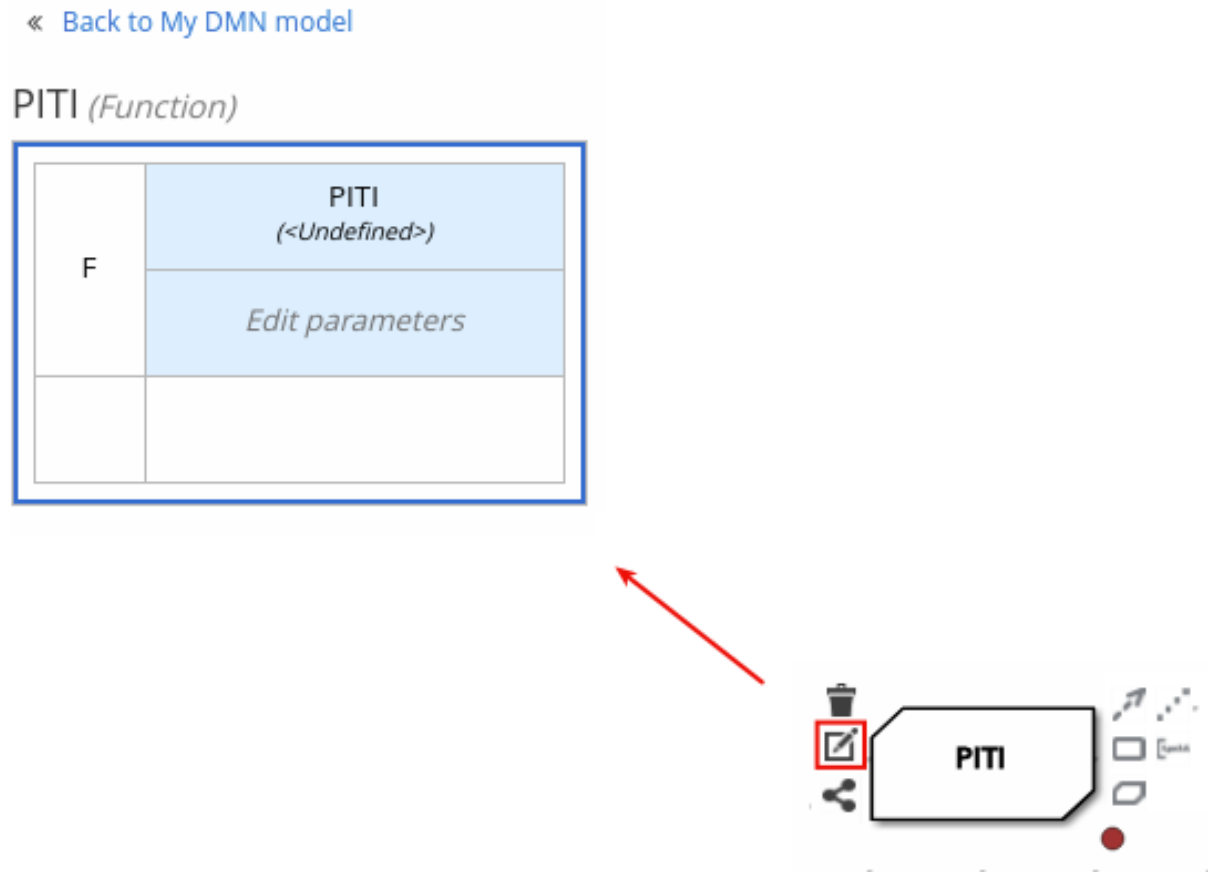 « Back to My DMN model
PITI (Function)
PITI
(<Undefined>)
F
Edit parameters
PITI